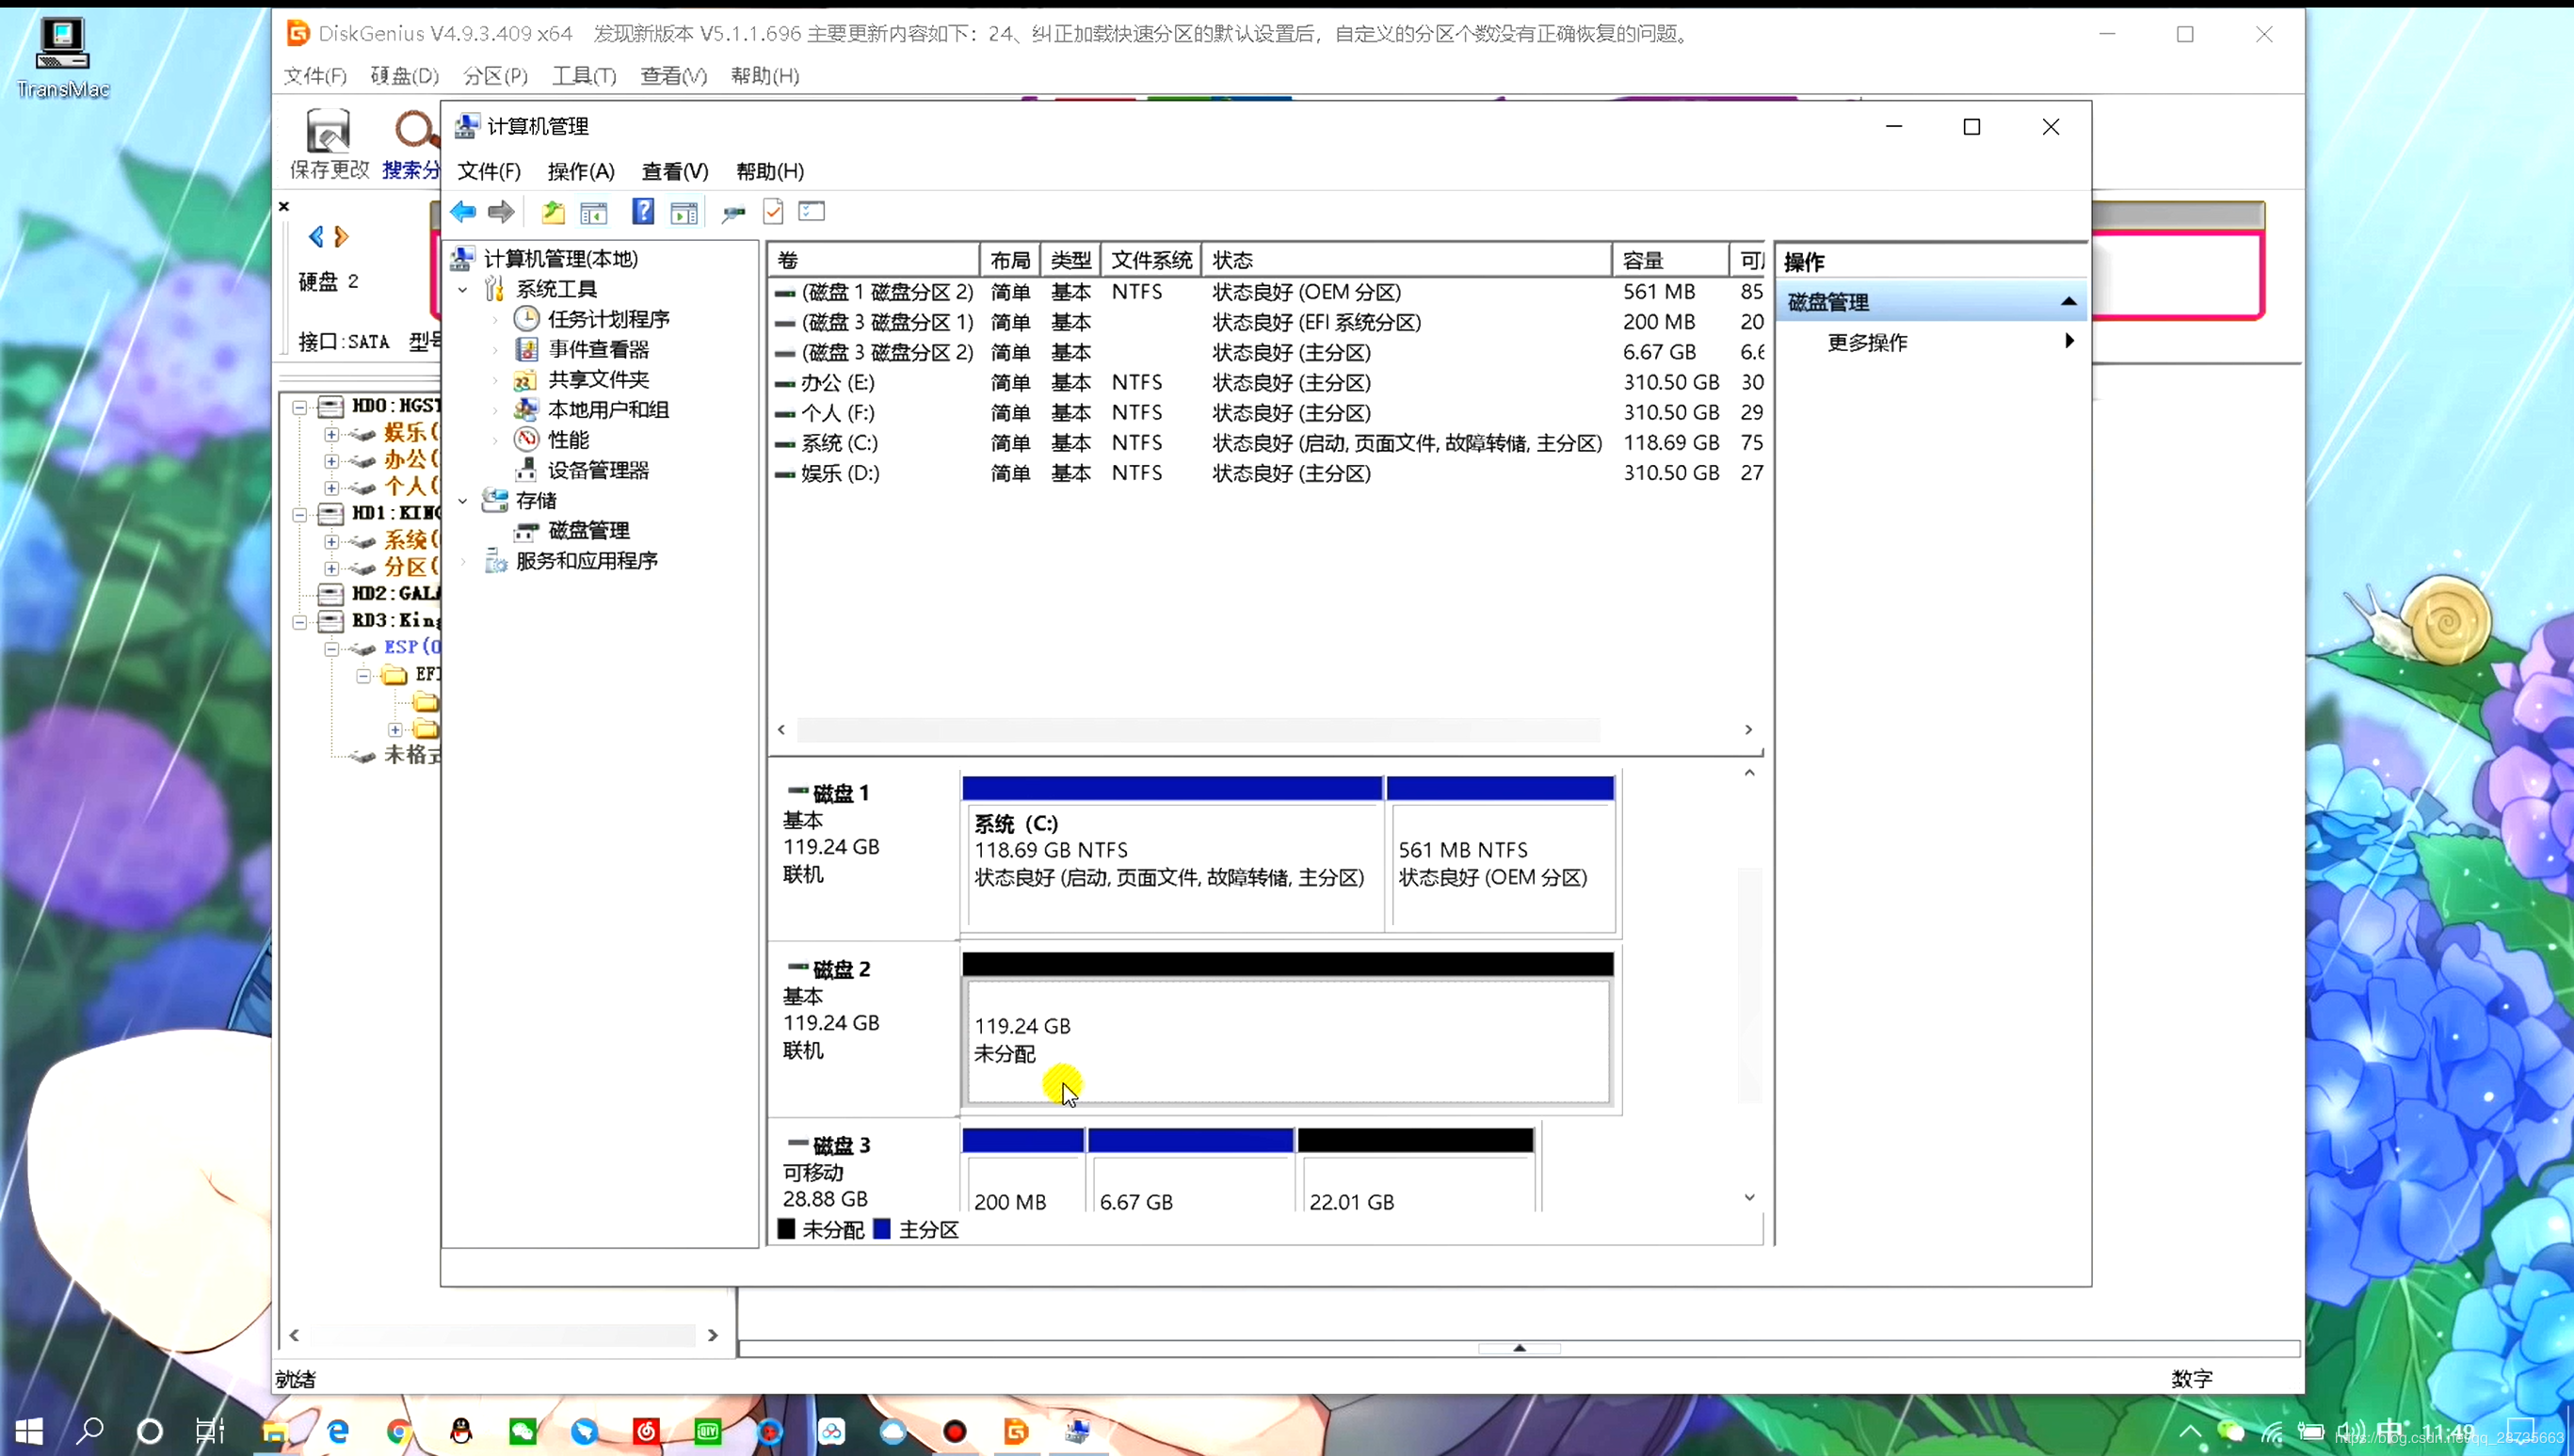 TransMac
DiskGenius V4.9.3.409 x64 发现新版本 V5.1.1.696 主要更新内容如下：24、纠正加载快速分区的默认设置后，自定义的分区个数没有正确恢复的问题。
文件(F) 硬盘(D) 分区(P) 工具(T) 查看(V) 帮助(H)
保存更改 搜索分
硬盘 2
接口:SATA 型号
HD0:HGST
娱乐(
办公(
个人(
HD1:KING
系统(
分区(
HD2:GALA
RD3:King
ESP(0
EFI
未格式
计算机管理
文件(F) 操作(A) 查看(V) 帮助(H)
计算机管理(本地)
系统工具
任务计划程序
事件查看器
共享文件夹
本地用户和组
性能
设备管理器
存储
磁盘管理
服务和应用程序
卷 布局 类型 文件系统 状态 容量 可
(磁盘 1 磁盘分区 2) 简单 基本 NTFS 状态良好 (OEM 分区) 561 MB 85
(磁盘 3 磁盘分区 1) 简单 基本 状态良好 (EFI 系统分区) 200 MB 20
(磁盘 3 磁盘分区 2) 简单 基本 状态良好 (主分区) 6.67 GB 6.6
办公 (E:) 简单 基本 NTFS 状态良好 (主分区) 310.50 GB 30
个人 (F:) 简单 基本 NTFS 状态良好 (主分区) 310.50 GB 29
系统 (C:) 简单 基本 NTFS 状态良好 (启动, 页面文件, 故障转储, 主分区) 118.69 GB 75
娱乐 (D:) 简单 基本 NTFS 状态良好 (主分区) 310.50 GB 27
操作
磁盘管理
更多操作
磁盘 1
基本
119.24 GB
联机
系统 (C:)
118.69 GB NTFS
状态良好 (启动, 页面文件, 故障转储, 主分区)
561 MB NTFS
状态良好 (OEM 分区)
磁盘 2
基本
119.24 GB
联机
119.24 GB
未分配
磁盘 3
可移动
28.88 GB
200 MB
6.67 GB
22.01 GB
未分配 主分区
就绪
数字
中 11:49
https://blog.csdn.net/qq_28735663